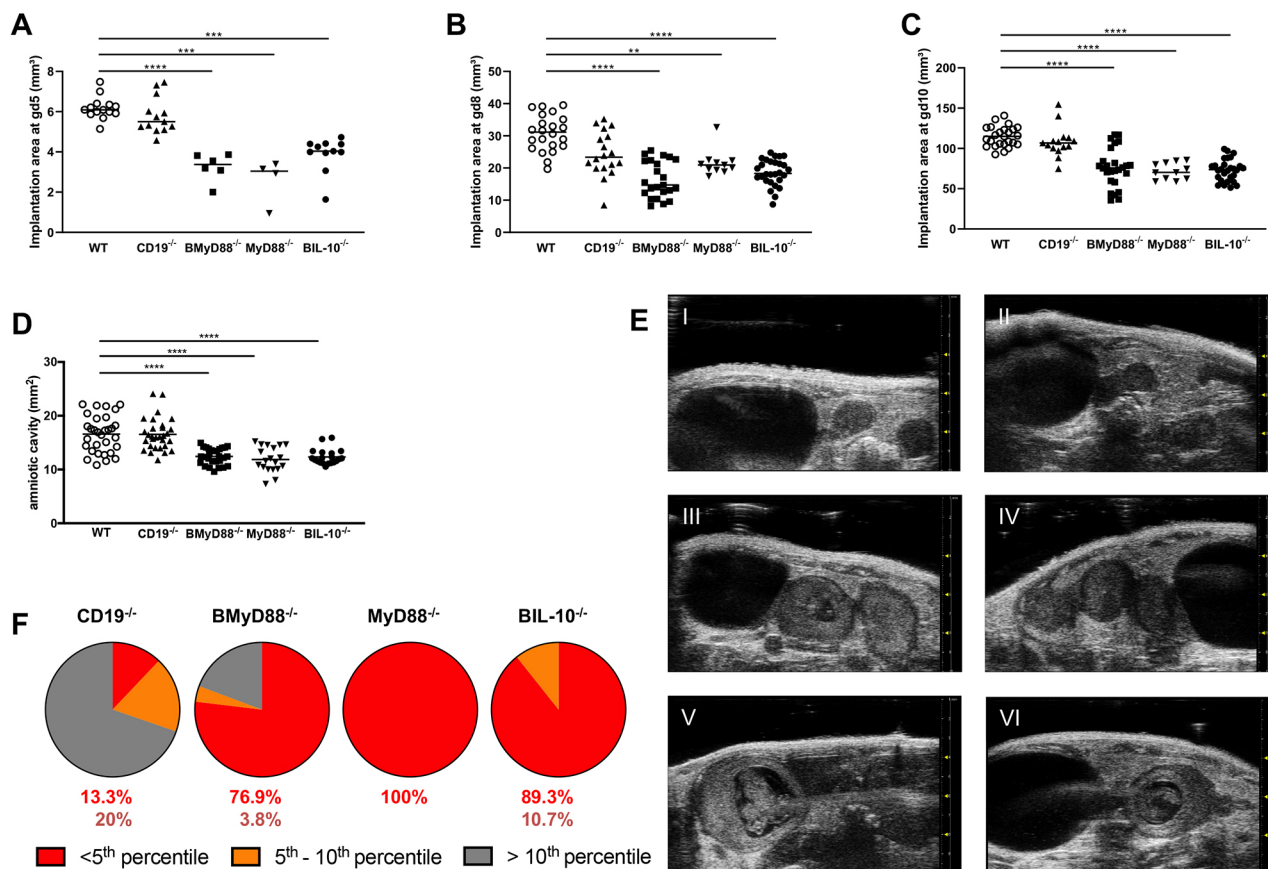 A
***
***
****
Implantation area at gd5 (mm³)
8
6
4
2
0
WT
CD19-/-
BMyD88-/-
MyD88-/-
BIL-10-/-
B
****
**
****
Implantation area at gd8 (mm³)
50
40
30
20
10
0
WT
CD19-/-
BMyD88-/-
MyD88-/-
BIL-10-/-
C
****
****
****
Implantation area at gd10 (mm³)
200
150
100
50
0
WT
CD19-/-
BMyD88-/-
MyD88-/-
BIL-10-/-
D
****
****
****
amniotic cavity (mm²)
30
20
10
0
WT
CD19-/-
BMyD88-/-
MyD88-/-
BIL-10-/-
E
I
II
III
IV
V
VI
F
CD19-/-
BMyD88-/-
MyD88-/-
BIL-10-/-
13.3%
76.9%
100%
89.3%
20%
3.8%
10.7%
<5th percentile
5th - 10th percentile
> 10th percentile